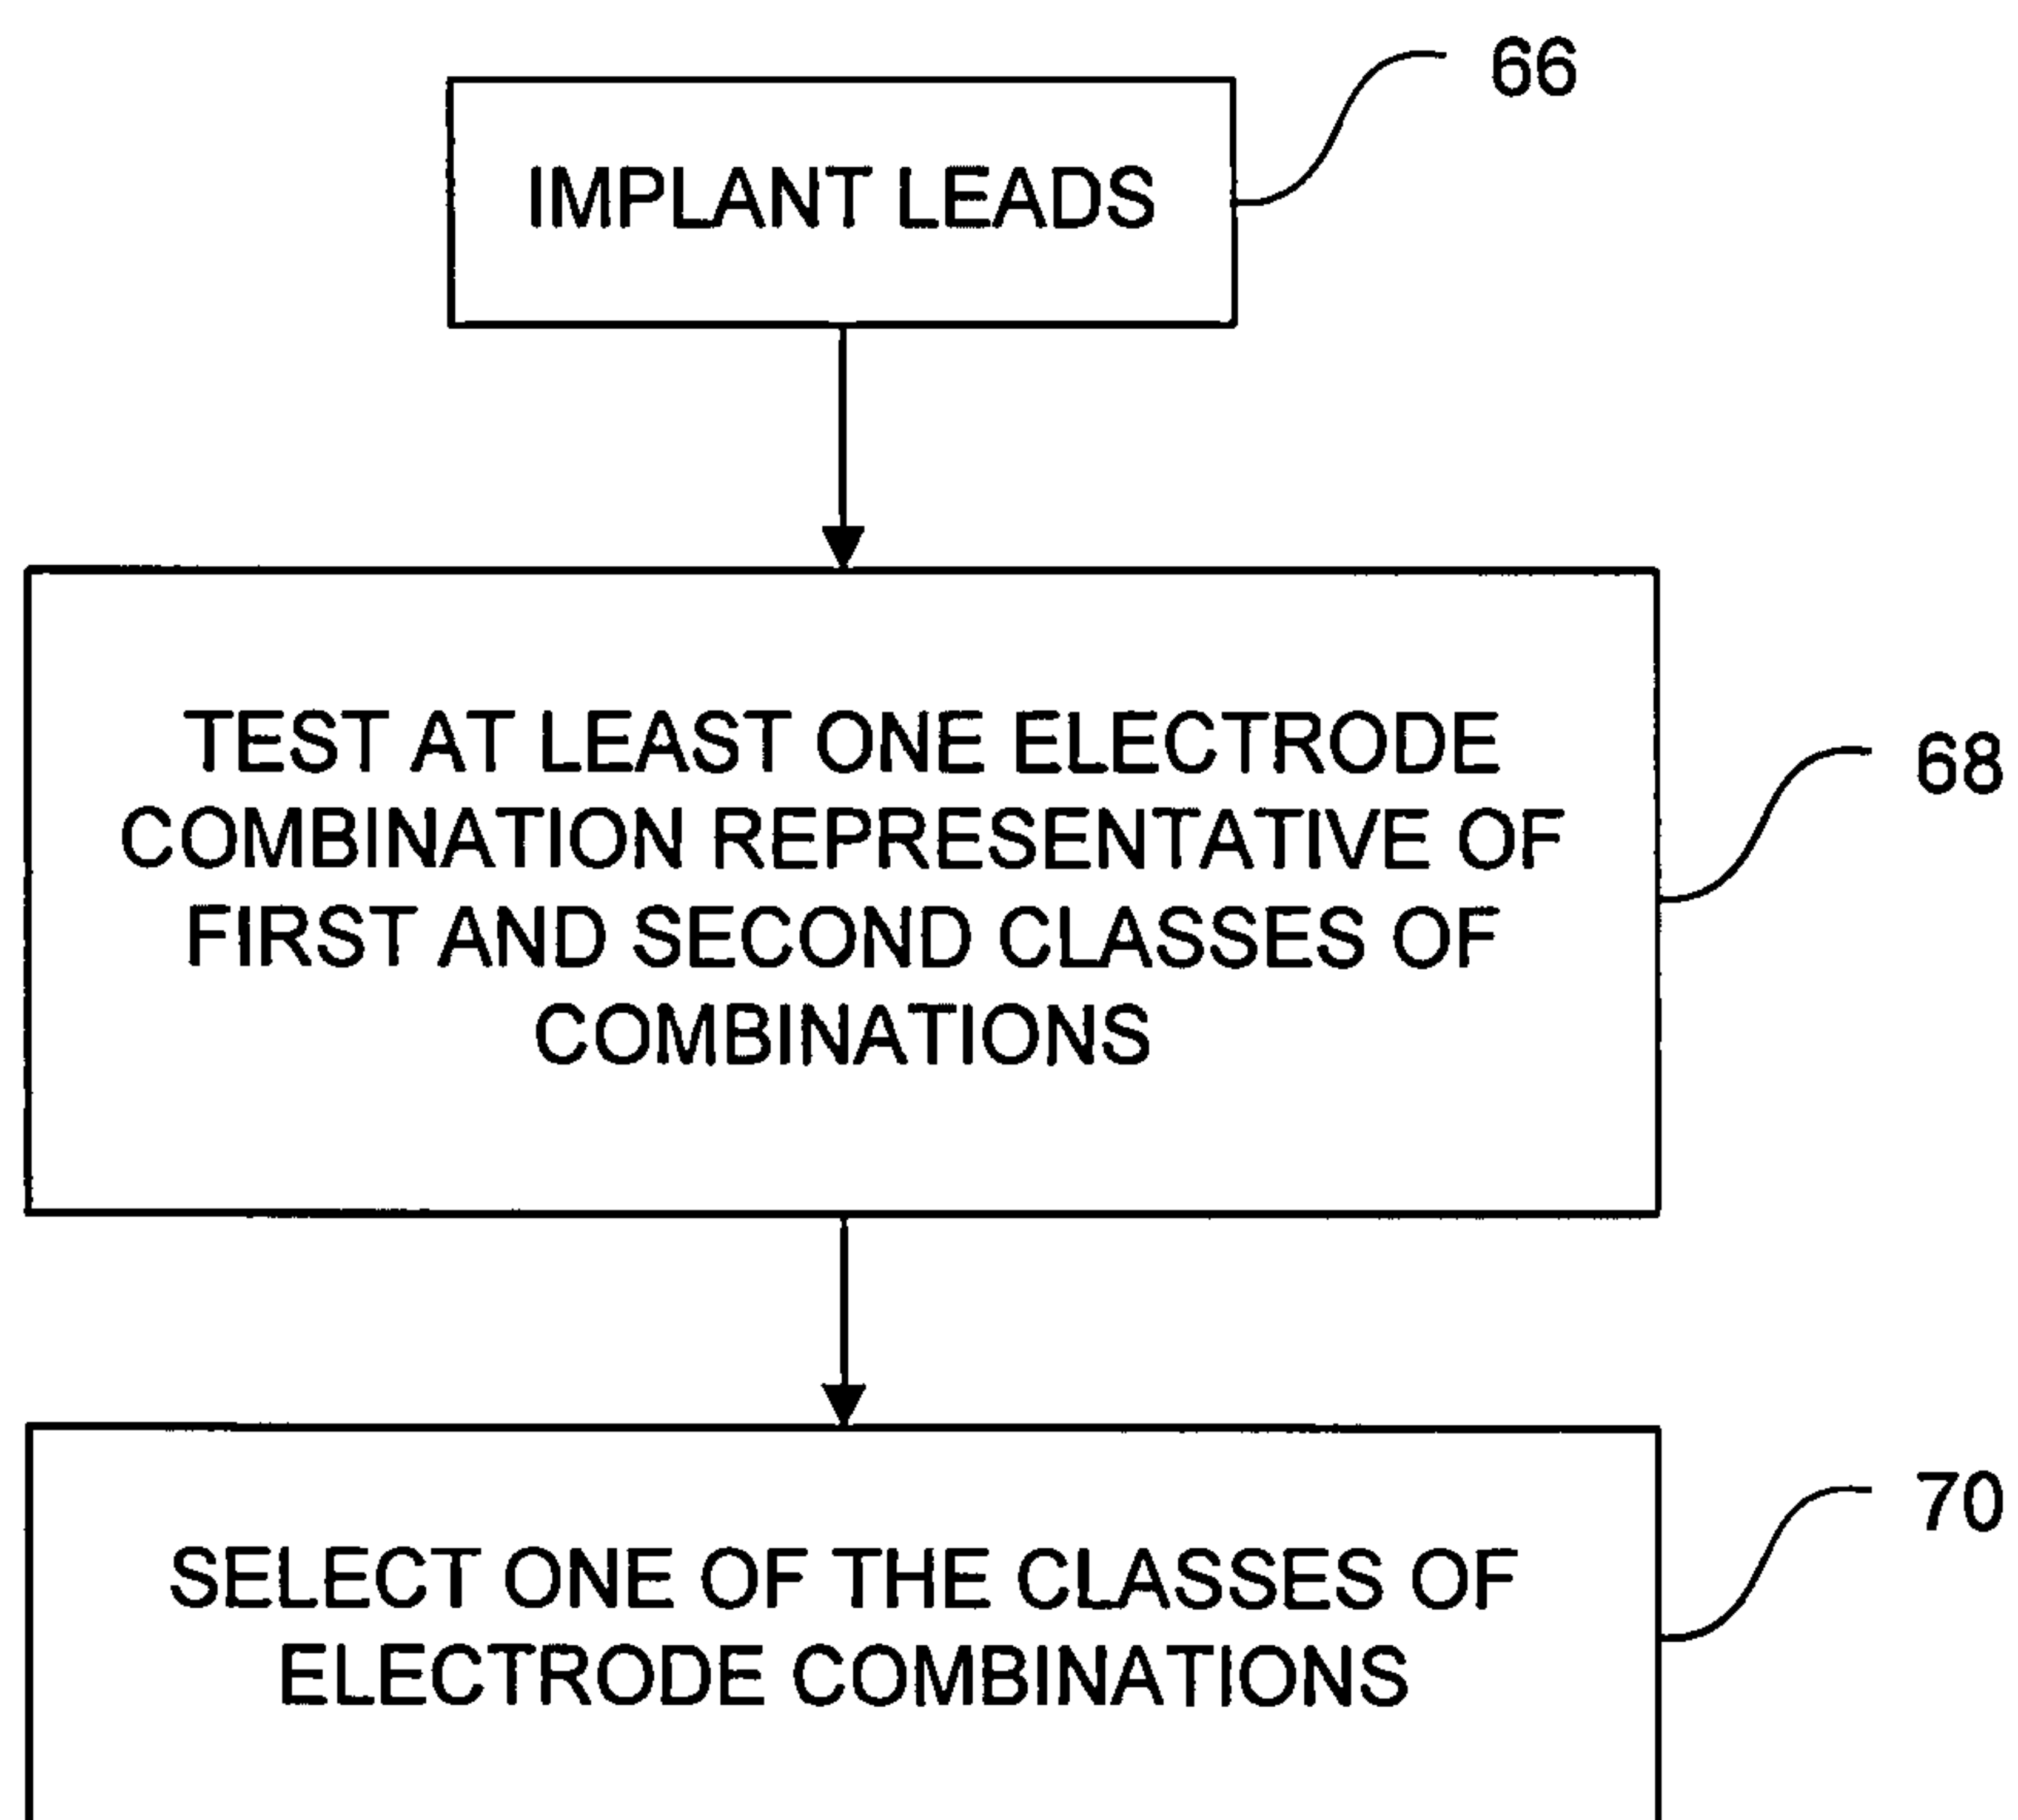 66
IMPLANT LEADS
TEST AT LEAST ONE ELECTRODE
COMBINATION REPRESENTATIVE OF
FIRST AND SECOND CLASSES OF
COMBINATIONS
68
SELECT ONE OF THE CLASSES OF
ELECTRODE COMBINATIONS
70